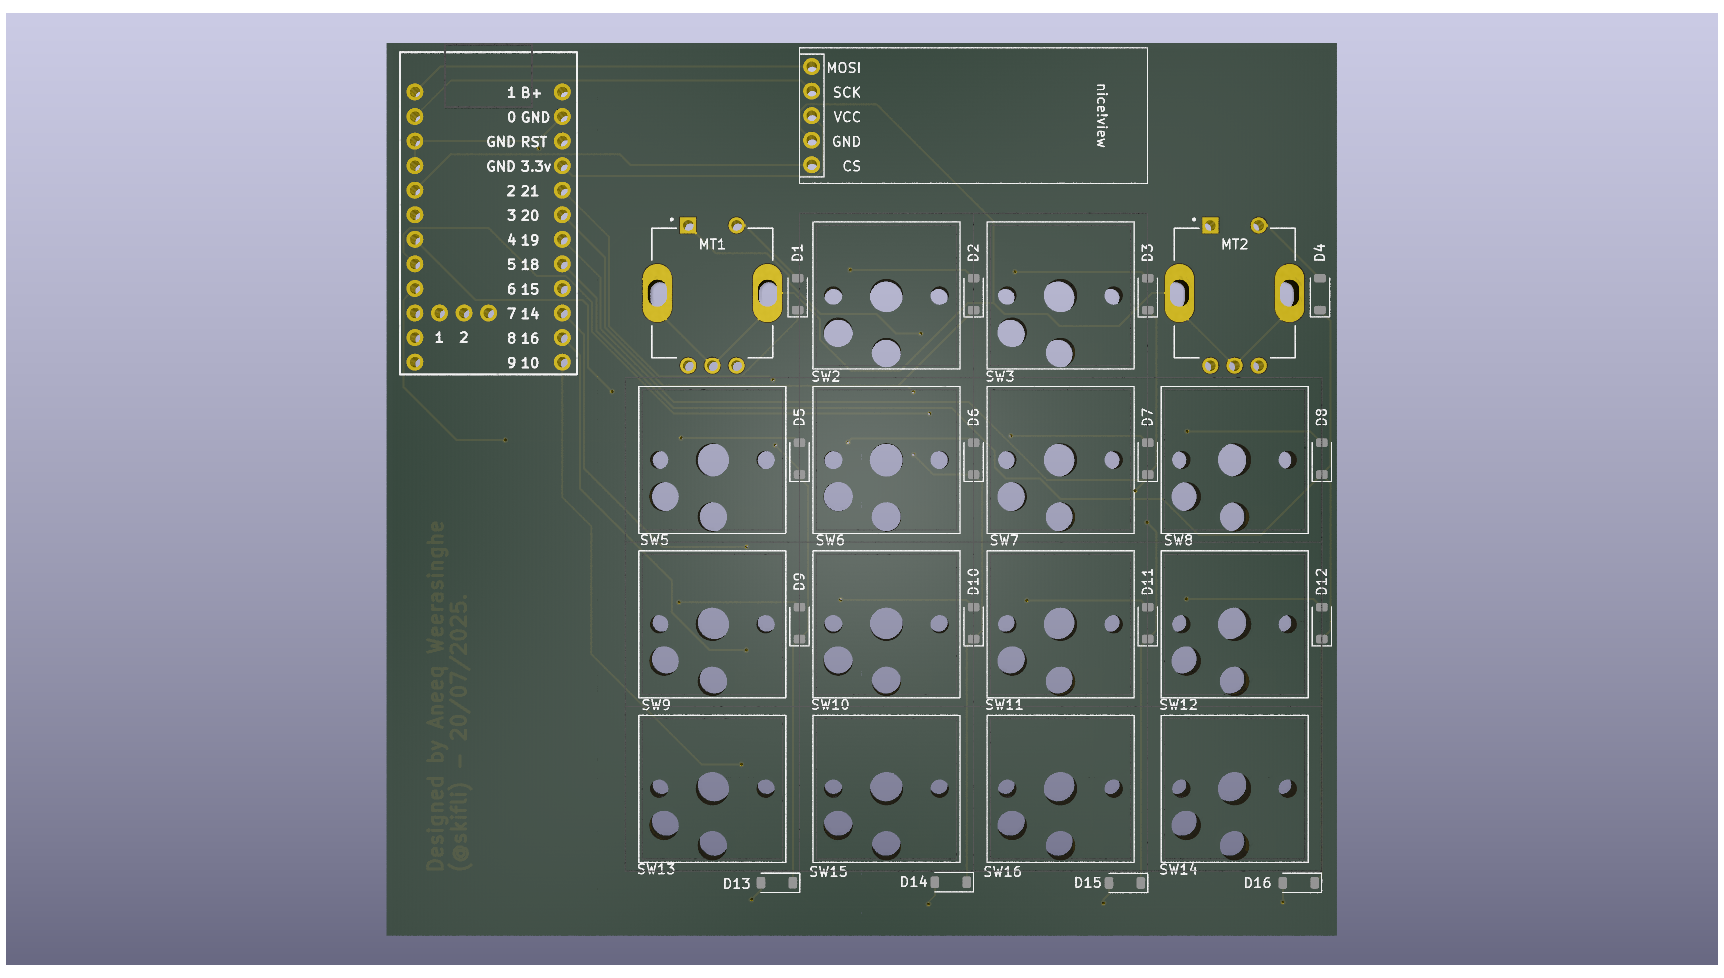 1 B+
0 GND
GND RST
GND 3.3v
2 21
3 20
4 19
5 18
6 15
7 14
1 2
8 16
9 10
MOSI
SCK
VCC
GND
CS
nice!view
MT1
D1
D2
D3
MT2
D4
SW2
SW3
D5
D6
D7
D8
SW5
SW6
SW7
SW8
D9
D10
D11
D12
SW9
SW10
SW11
SW12
SW13
SW15
SW16
SW14
D13
D14
D15
D16
Designed by Aneeq Weerasinghe
(@skifli) - 20/07/2025.